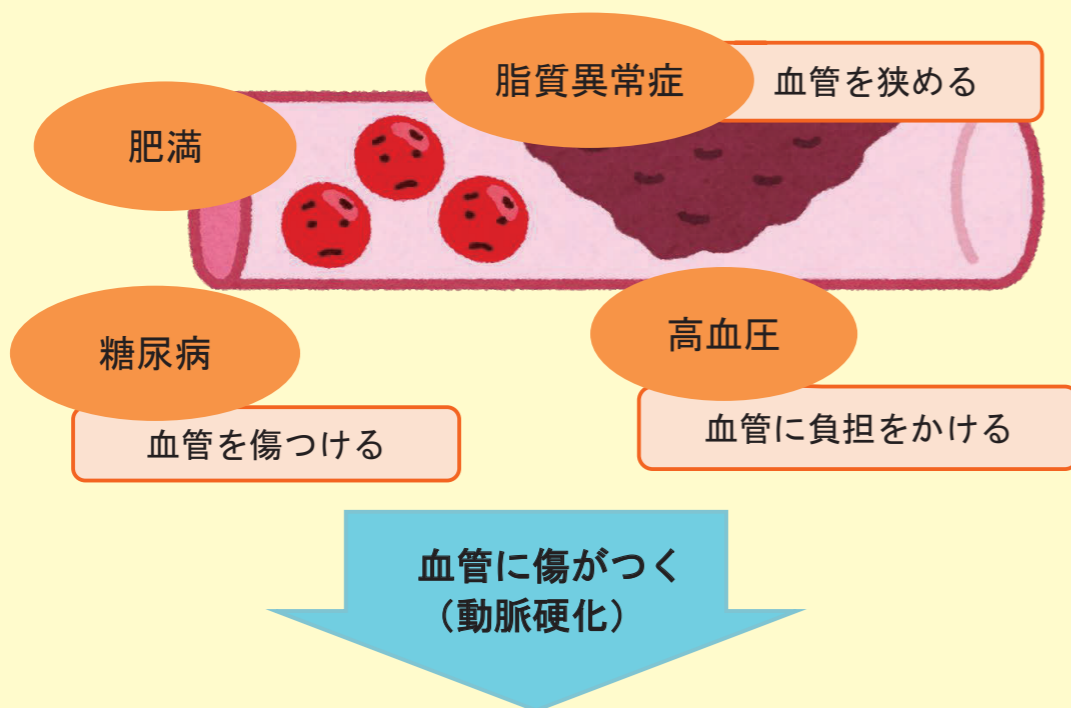 脂質異常症
血管を狭める
肥満
糖尿病
血管を傷つける
高血圧
血管に負担をかける
血管に傷がつく
（動脈硬化）